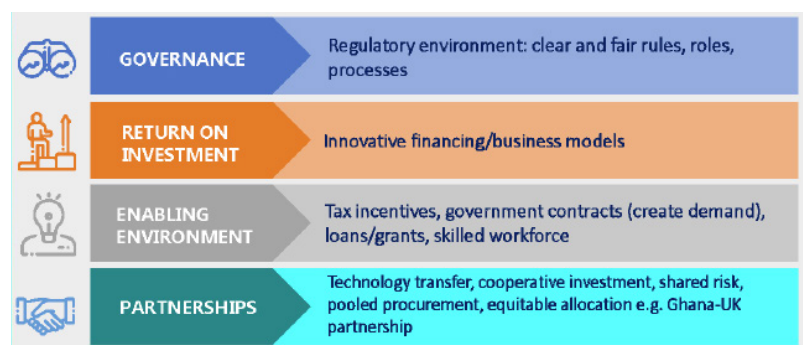 GOVERNANCE
Regulatory environment: clear and fair rules, roles,
processes
RETURN ON
INVESTMENT
Innovative financing/business models
ENABLING
ENVIRONMENT
Tax incentives, government contracts (create demand),
loans/grants, skilled workforce
PARTNERSHIPS
Technology transfer, cooperative investment, shared risk,
pooled procurement, equitable allocation e.g. Ghana-UK
partnership